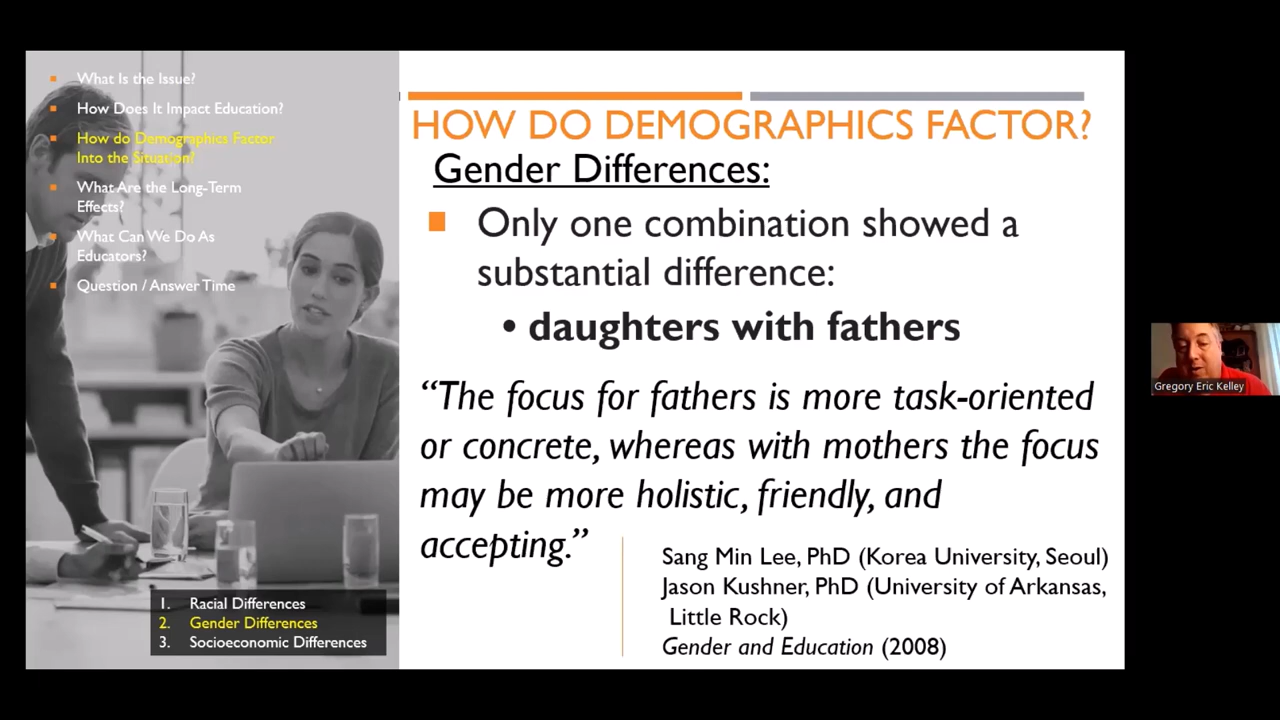 What Is the Issue?
How Does It Impact Education?
How do Demographics Factor
Into the Situation?
What Are the Long-Term
Effects?
What Can We Do As
Educators?
Question / Answer Time
1. Racial Differences
2. Gender Differences
3. Socioeconomic Differences
HOW DO DEMOGRAPHICS FACTOR?
Gender Differences:
Only one combination showed a
substantial difference:
• daughters with fathers
“The focus for fathers is more task-oriented
or concrete, whereas with mothers the focus
may be more holistic, friendly, and
accepting.”
Sang Min Lee, PhD (Korea University, Seoul)
Jason Kushner, PhD (University of Arkansas,
Little Rock)
Gender and Education (2008)
Gregory Eric Kelley